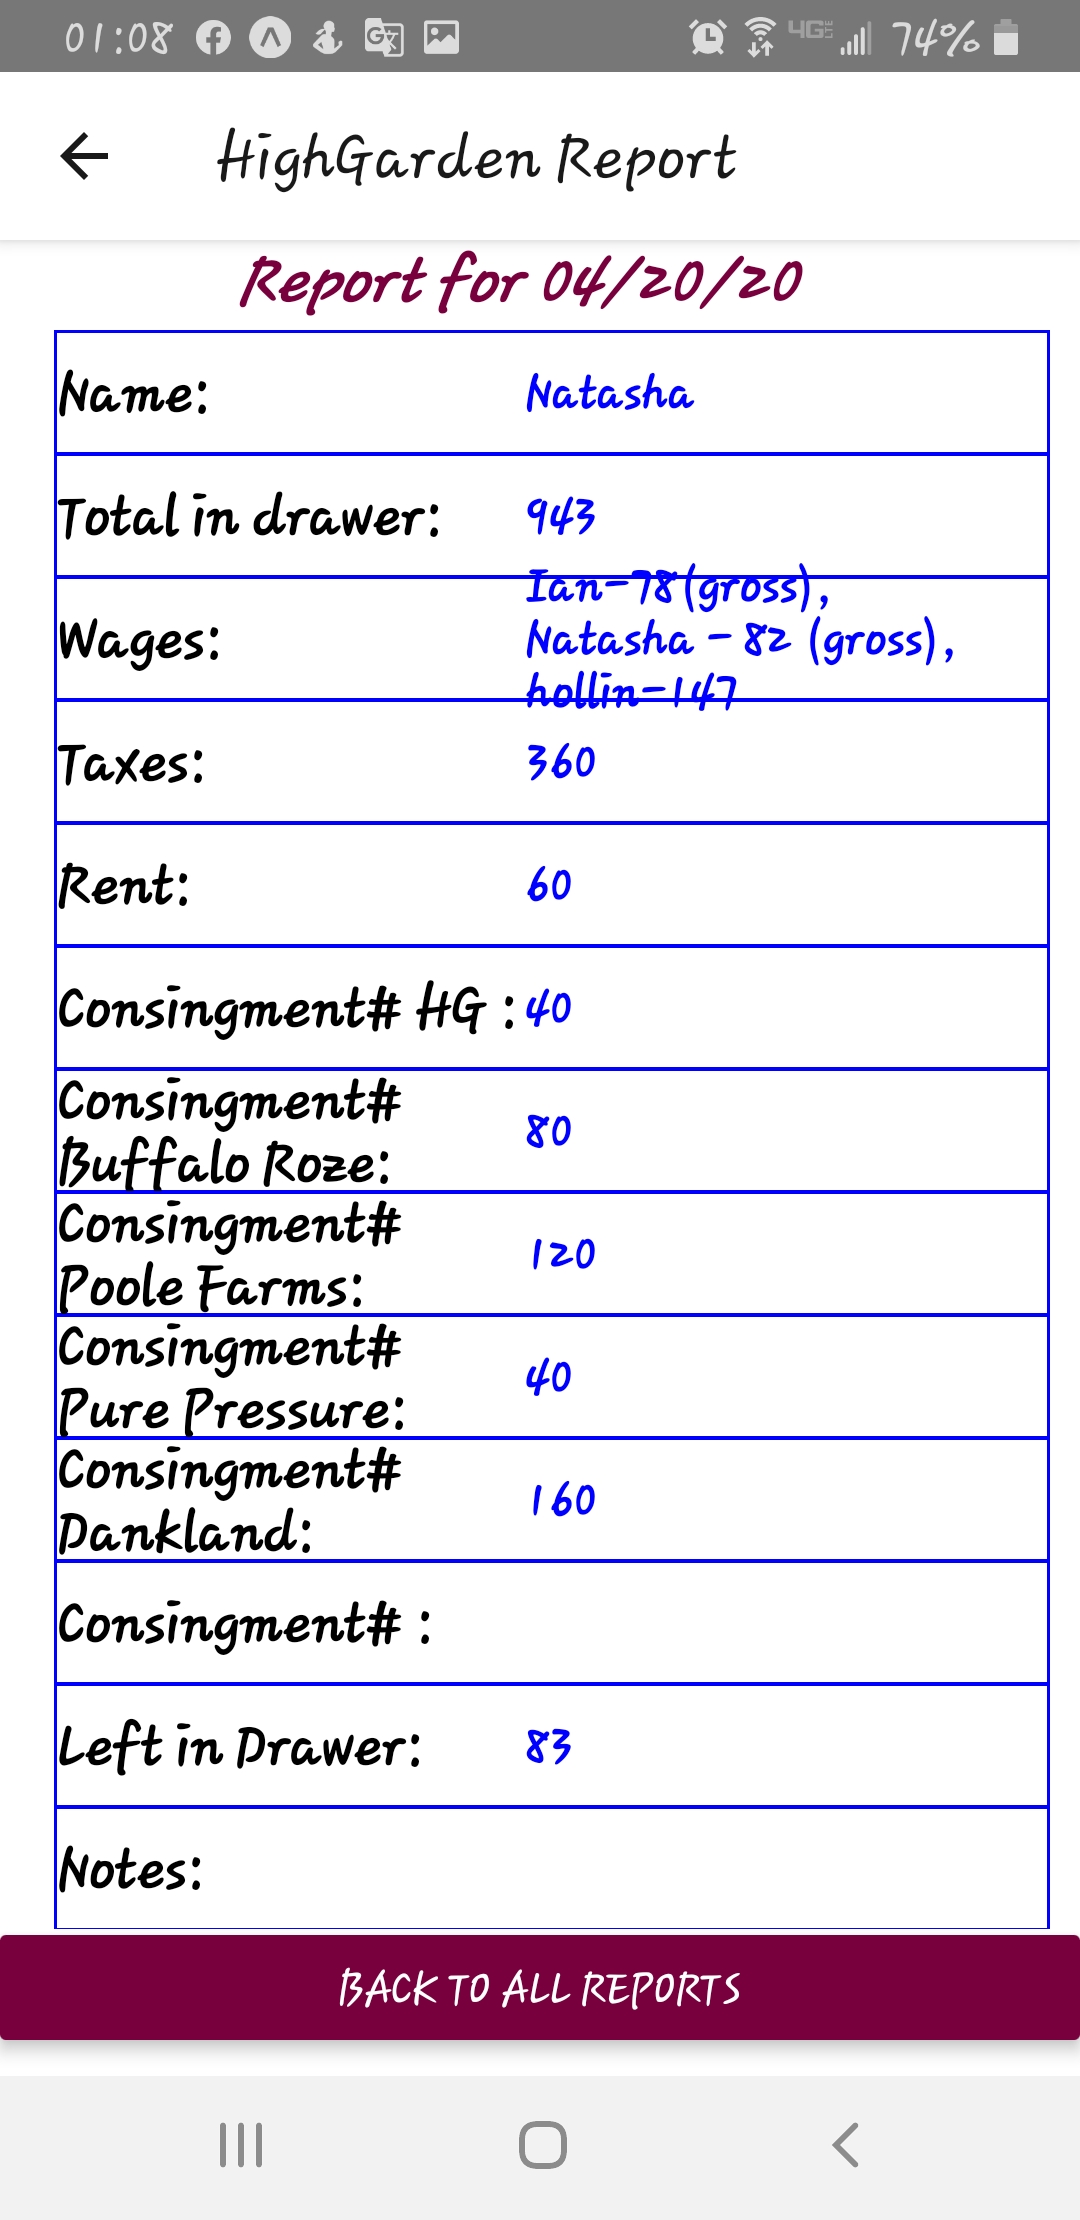 01:08 4G 74%
HighGarden Report
Report for 04/20/20
Name: Natasha
Total in drawer: 943
Wages: Ian-78(gross),
Natasha - 82 (gross),
hollin-147
Taxes: 360
Rent: 60
Consingment# HG : 40
Consingment#
Buffalo Roze: 80
Consingment#
Poole Farms: 120
Consingment#
Pure Pressure: 40
Consingment#
Dankland: 160
Consingment# :
Left in Drawer: 83
Notes:
BACK TO ALL REPORTS